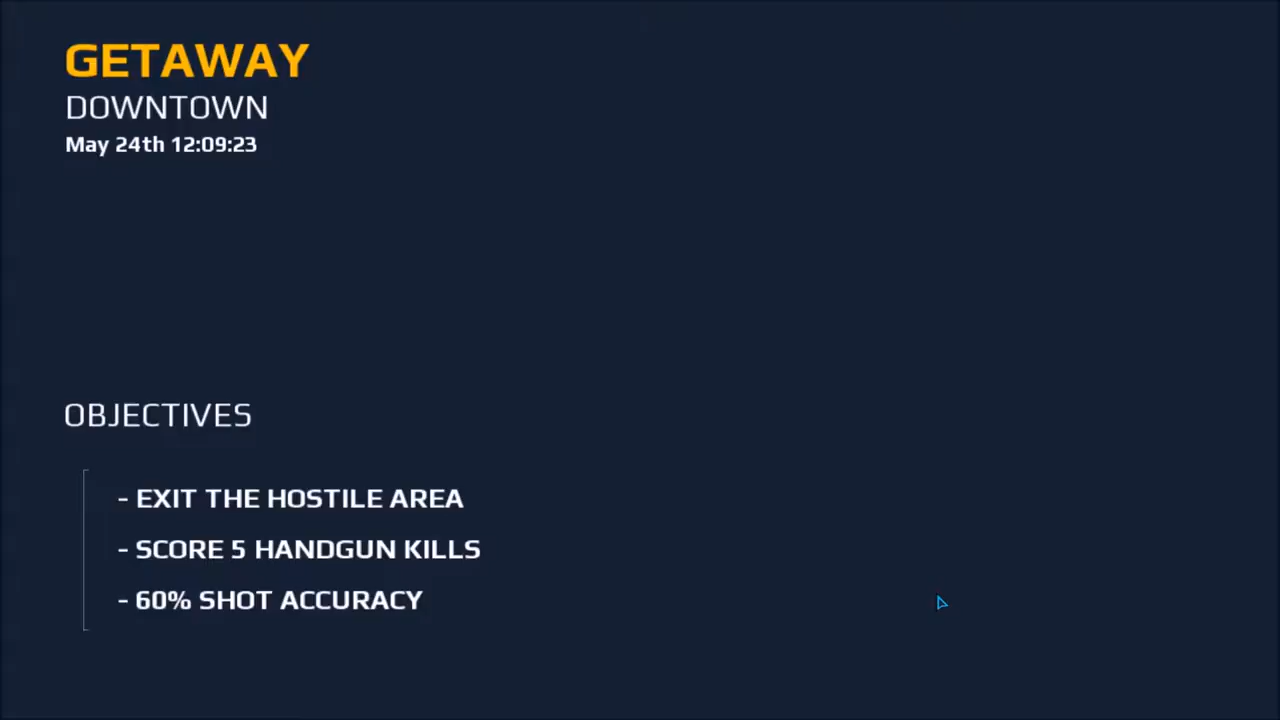 GETAWAY
DOWNTOWN
May 24th 12:09:23
OBJECTIVES
- EXIT THE HOSTILE AREA
- SCORE 5 HANDGUN KILLS
- 60% SHOT ACCURACY